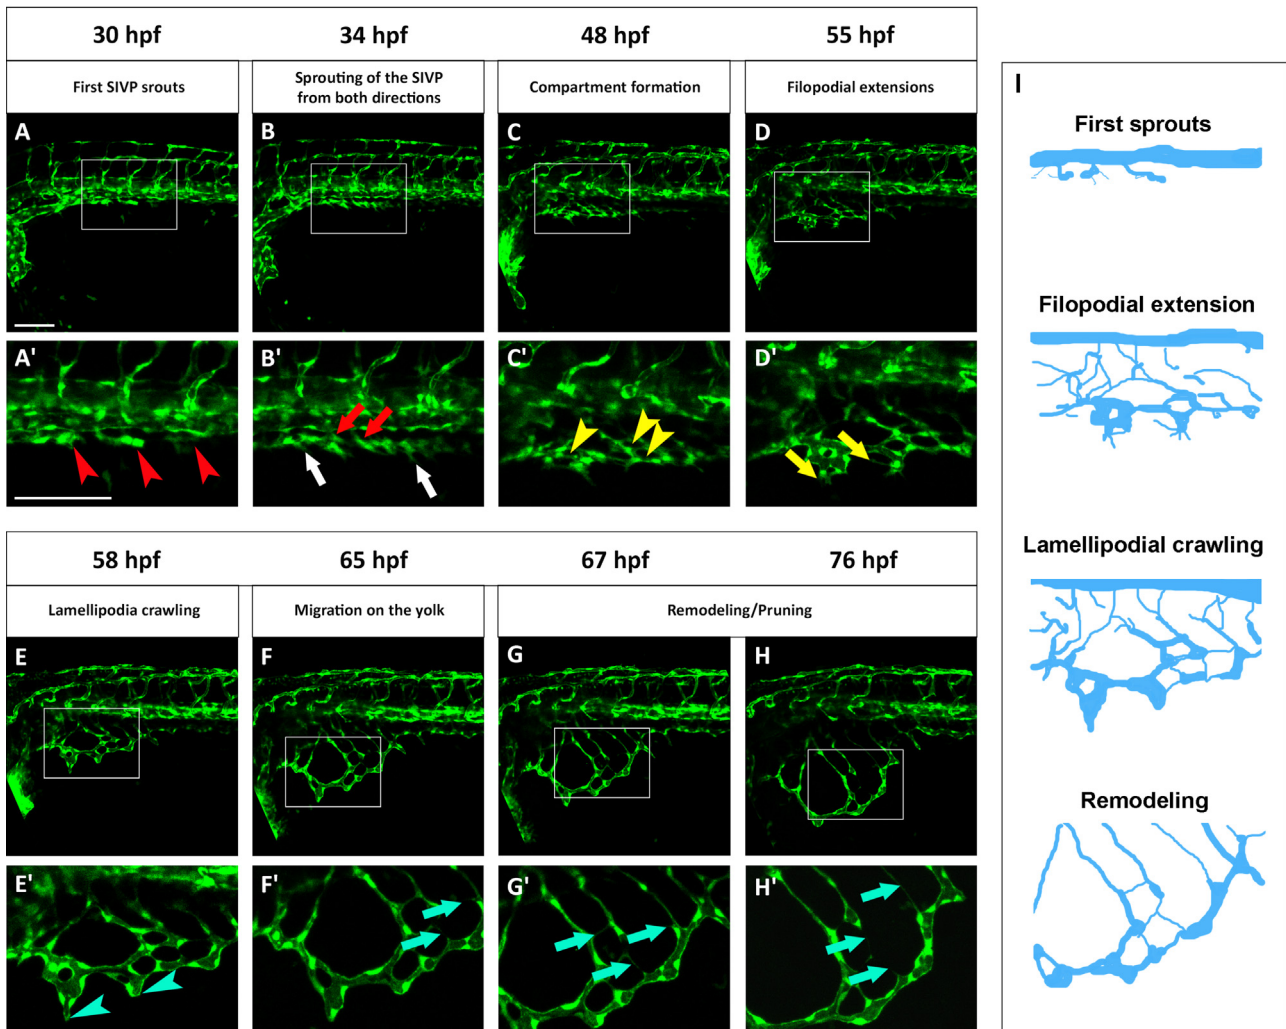 30 hpf
34 hpf
48 hpf
55 hpf
First SIVP srouts
Sprouting of the SIVP
from both directions
Compartment formation
Filopodial extensions
A
B
C
D
A'
B'
C'
D'
58 hpf
65 hpf
67 hpf
76 hpf
Lamellipodia crawling
Migration on the yolk
Remodeling/Pruning
E
F
G
H
E'
F'
G'
H'
I
First sprouts
Filopodial extension
Lamellipodial crawling
Remodeling